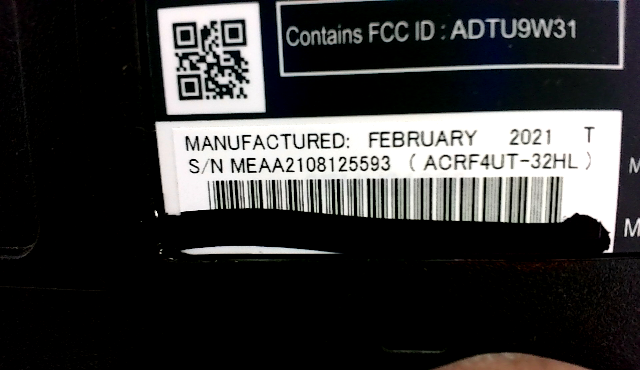 Contains FCC ID : ADTU9W31
MANUFACTURED: FEBRUARY 2021 T
S/N MEAA2108125593 ( ACRF4UT-32HL )
M
M